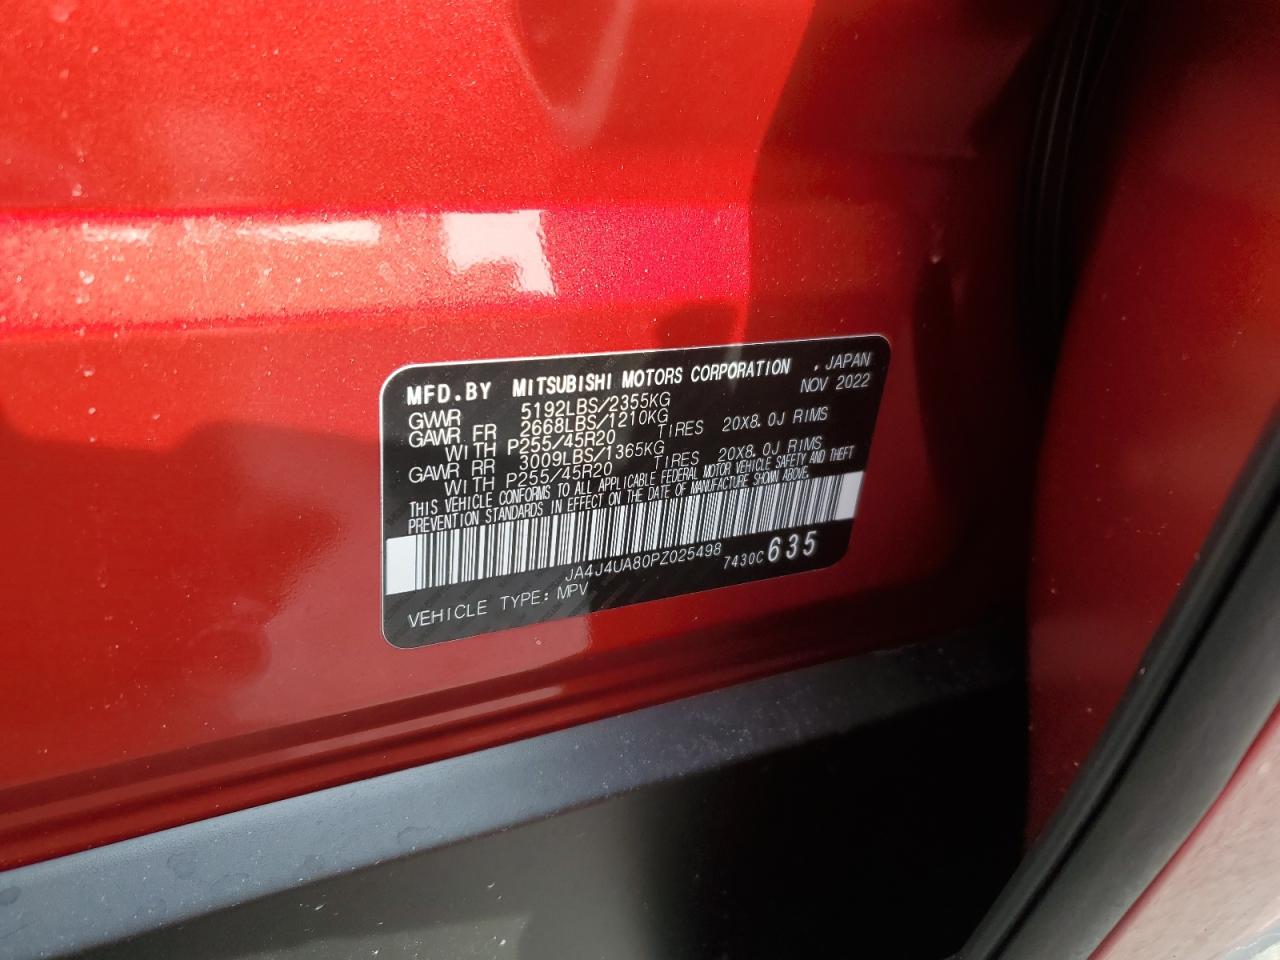 MFD.BY MITSUBISHI MOTORS CORPORATION , JAPAN
NOV 2022
GVWR 5192LBS/2355KG
GAWR FR 2668LBS/1210KG
WITH P255/45R20 TIRES 20X8.0J RIMS
GAWR RR 3009LBS/1365KG
WITH P255/45R20 TIRES 20X8.0J RIMS
THIS VEHICLE CONFORMS TO ALL APPLICABLE FEDERAL MOTOR VEHICLE SAFETY AND THEFT
PREVENTION STANDARDS IN EFFECT ON THE DATE OF MANUFACTURE SHOWN ABOVE.
JA4J4UA80PZ025498 7430C 635
VEHICLE TYPE: MPV